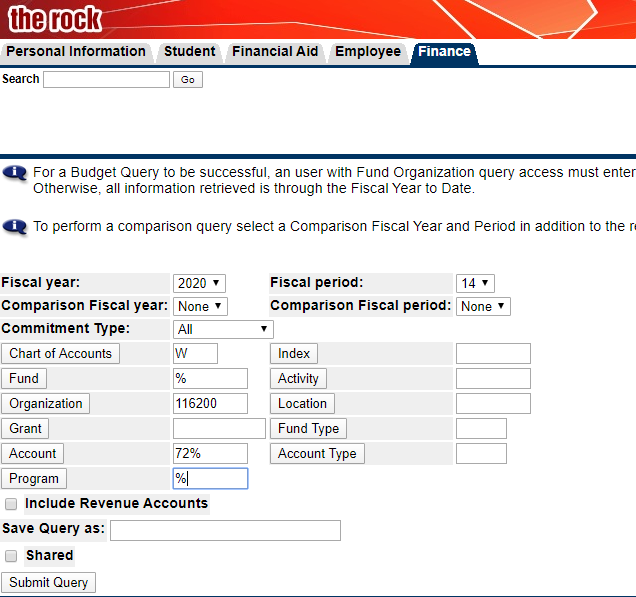 the rock
Personal Information Student Financial Aid Employee Finance
Search Go
For a Budget Query to be successful, an user with Fund Organization query access must enter
Otherwise, all information retrieved is through the Fiscal Year to Date.
To perform a comparison query select a Comparison Fiscal Year and Period in addition to the
Fiscal year: 2020 Fiscal period: 14
Comparison Fiscal year: None Comparison Fiscal period: None
Commitment Type: All
Chart of Accounts W Index
Fund % Activity
Organization 116200 Location
Grant Fund Type
Account 72% Account Type
Program %
Include Revenue Accounts
Save Query as:
Shared
Submit Query